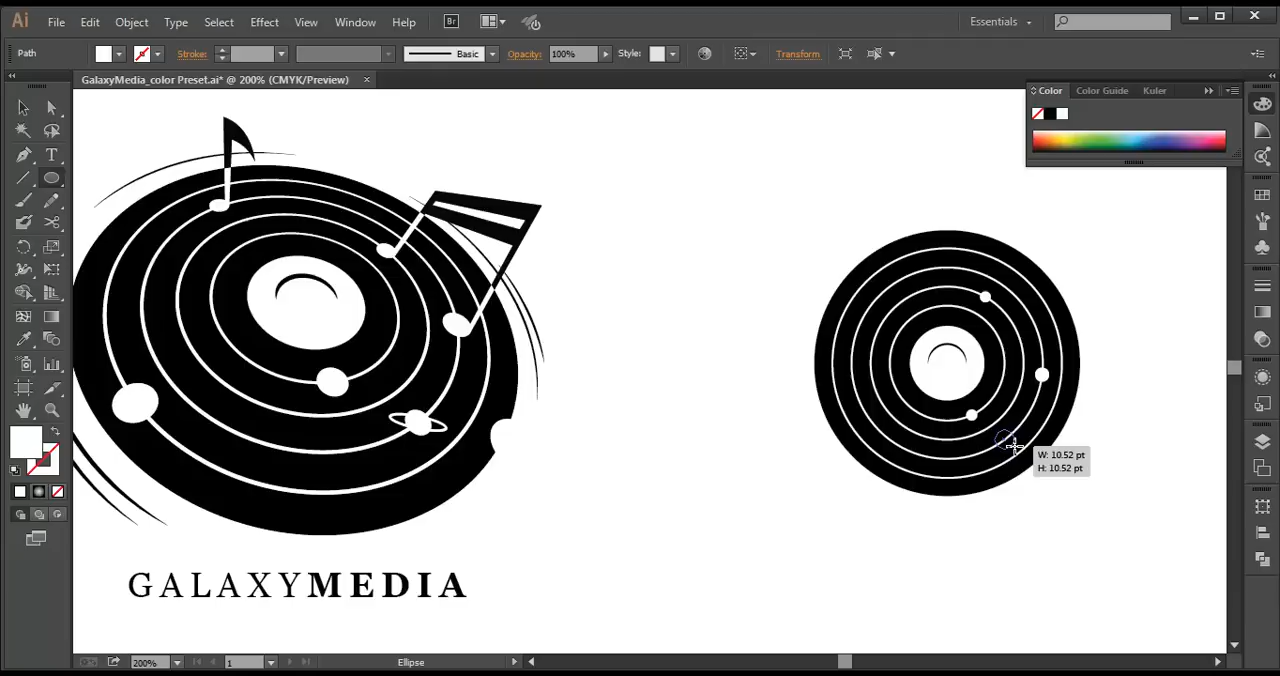 Ai File Edit Object Type Select Effect View Window Help Br Essentials
Path Stroke: Basic Opacity: 100% Style: Transform
GalaxyMedia_color Preset.ai* @ 200% (CMYK/Preview)
Color Color Guide Kuler
W: 10.52 pt
H: 10.52 pt
GALAXYMEDIA
200% 1 Ellipse